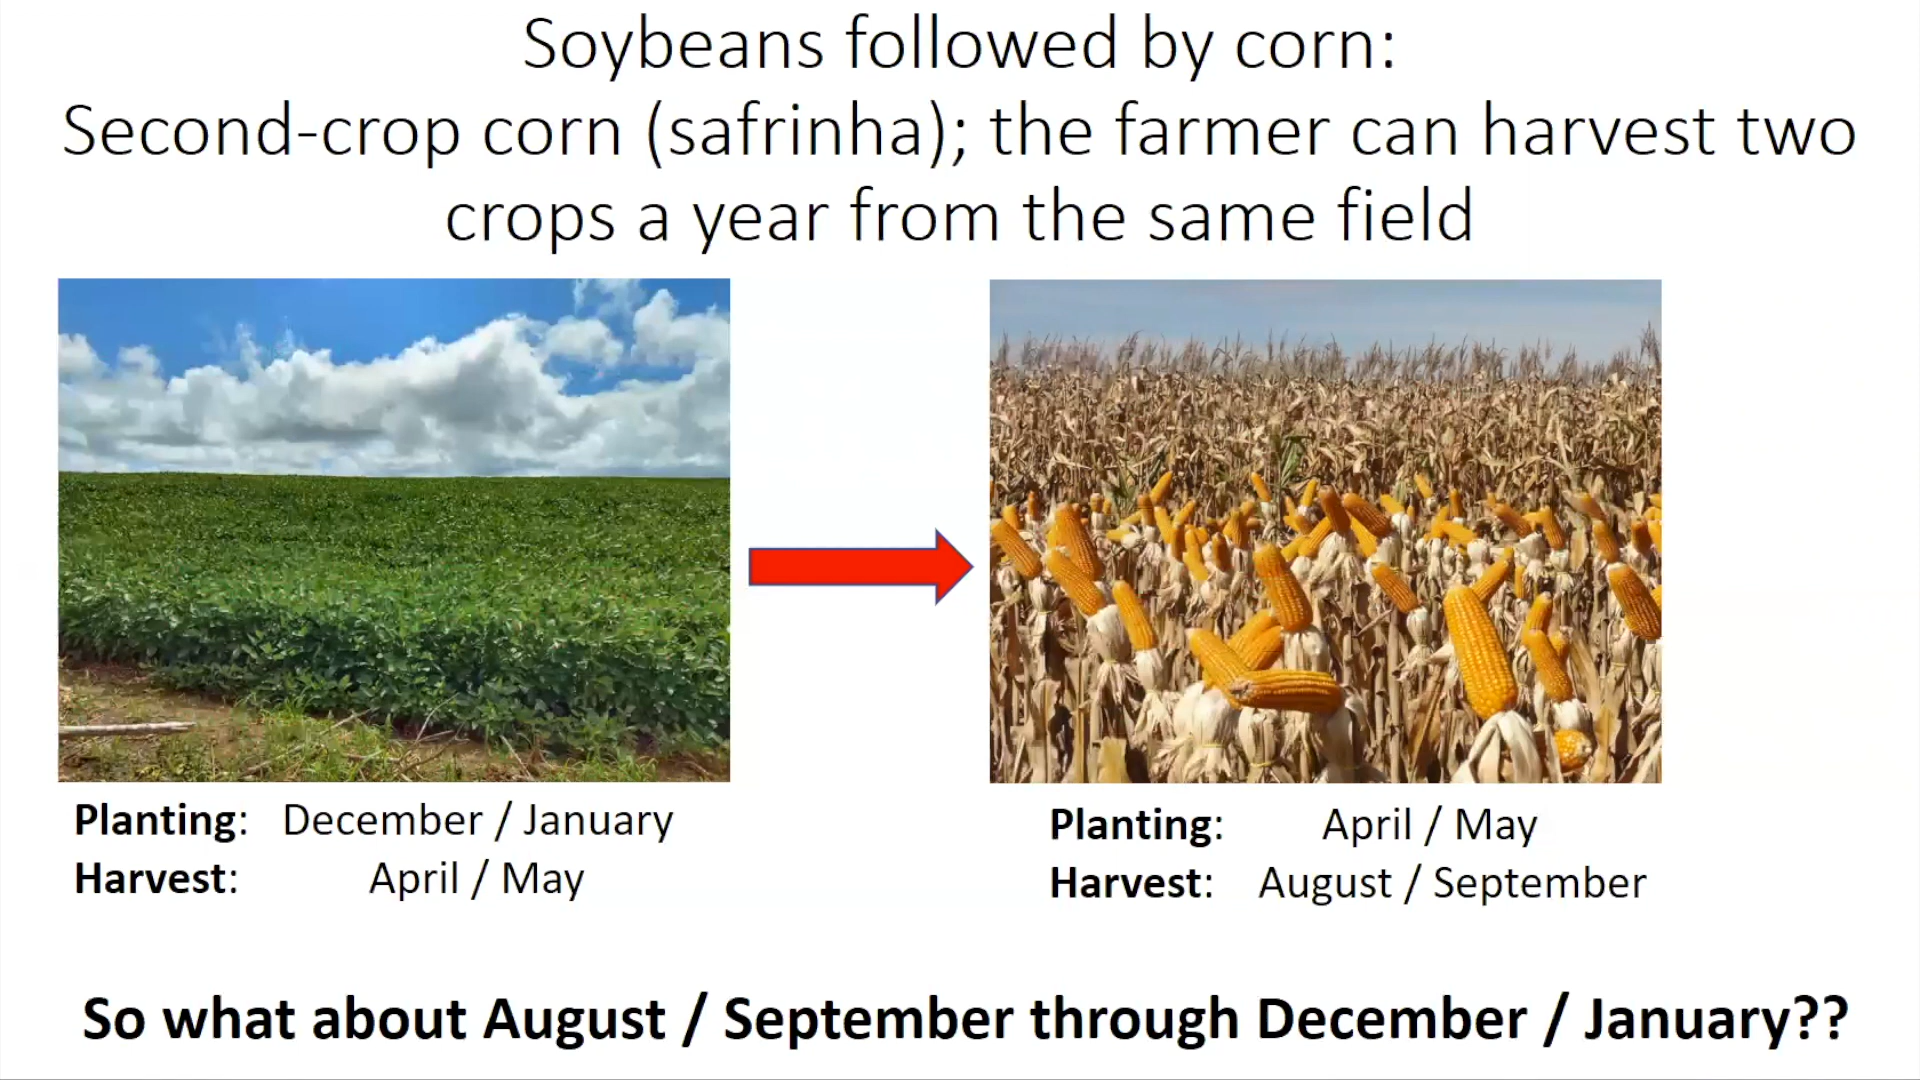 Soybeans followed by corn:
Second-crop corn (safrinha); the farmer can harvest two
crops a year from the same field
Planting: December / January
Harvest: April / May
Planting: April / May
Harvest: August / September
So what about August / September through December / January??